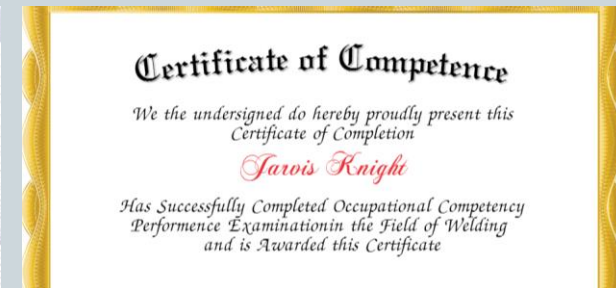 Certificate of Competence
We the undersigned do hereby proudly present this
Certificate of Completion
Jarvis Knight
Has Successfully Completed Occupational Competency
Performence Examinationin the Field of Welding
and is Awarded this Certificate